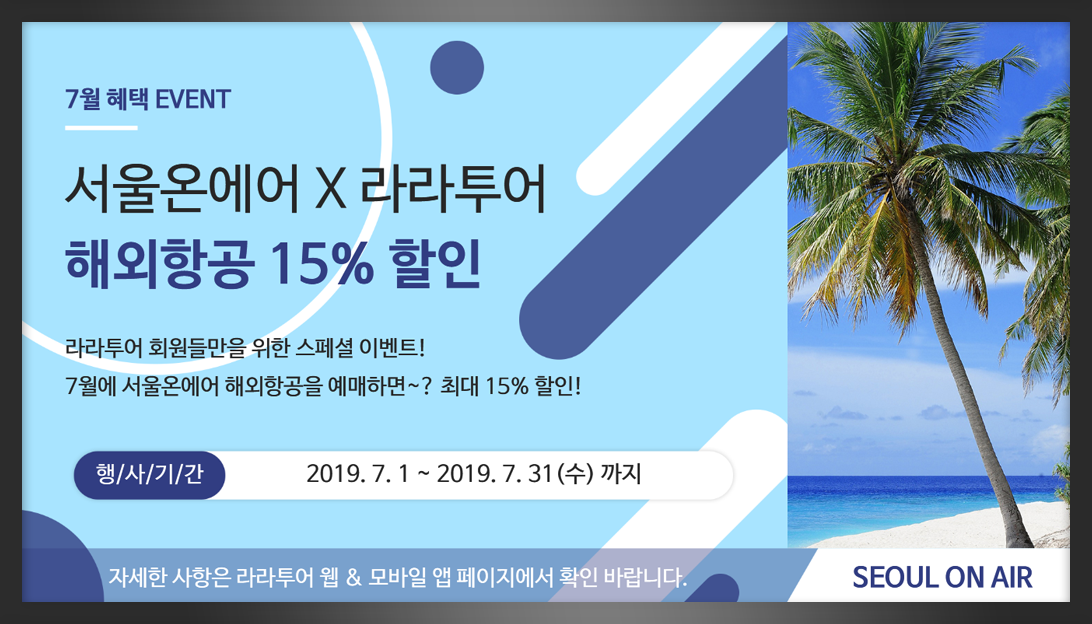 7월 혜택 EVENT
서울온에어 X 라라투어
해외항공 15% 할인
라라투어 회원들만을 위한 스페셜 이벤트!
7월에 서울온에어 해외항공을 예매하면~? 최대 15% 할인!
행/사/기/간 2019. 7. 1 ~ 2019. 7. 31(수) 까지
자세한 사항은 라라투어 웹 & 모바일 앱 페이지에서 확인 바랍니다.
SEOUL ON AIR